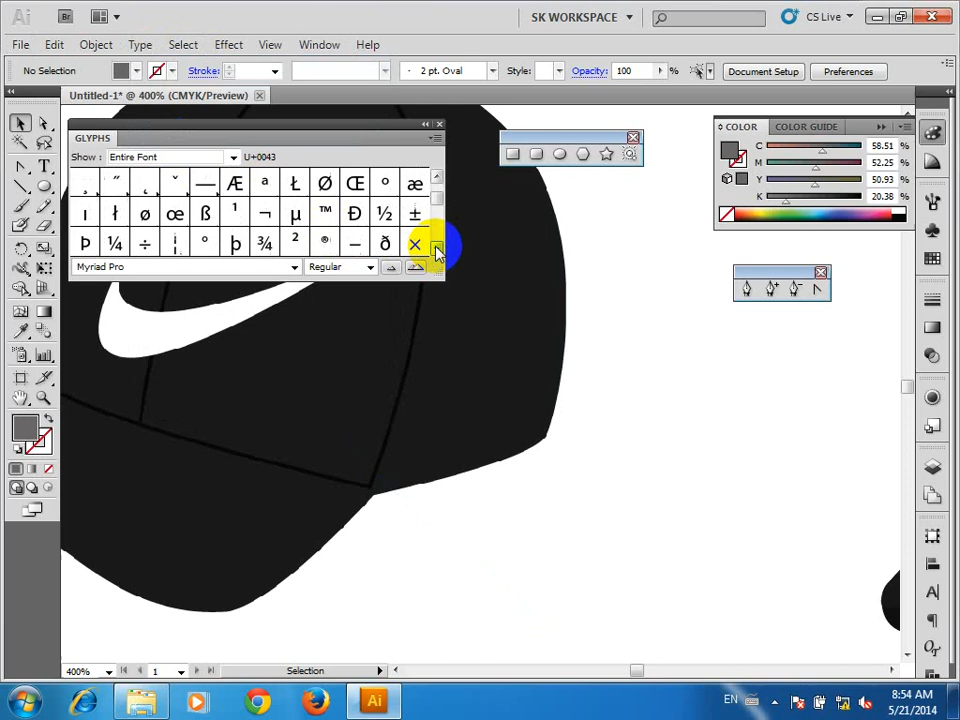 Ai Br SK WORKSPACE CS Live
File Edit Object Type Select Effect View Window Help
No Selection Stroke: 2 pt. Oval Style: Opacity: 100 % Document Setup Preferences
Untitled-1* @ 400% (CMYK/Preview)
GLYPHS
Show : Entire Font U+0043
¸ ˝ ˛ ˇ — Æ ª Ł Ø Œ º æ
ı ł ø œ ß ¹ ¬ µ ™ Ð ½ ±
Þ ¼ ÷ ¦ ° þ ¾ ² ® − ð ×
Myriad Pro Regular
COLOR COLOR GUIDE
C 58.51 %
M 52.25 %
Y 50.93 %
K 20.38 %
400% 1 Selection
Ai EN 8:54 AM
5/21/2014